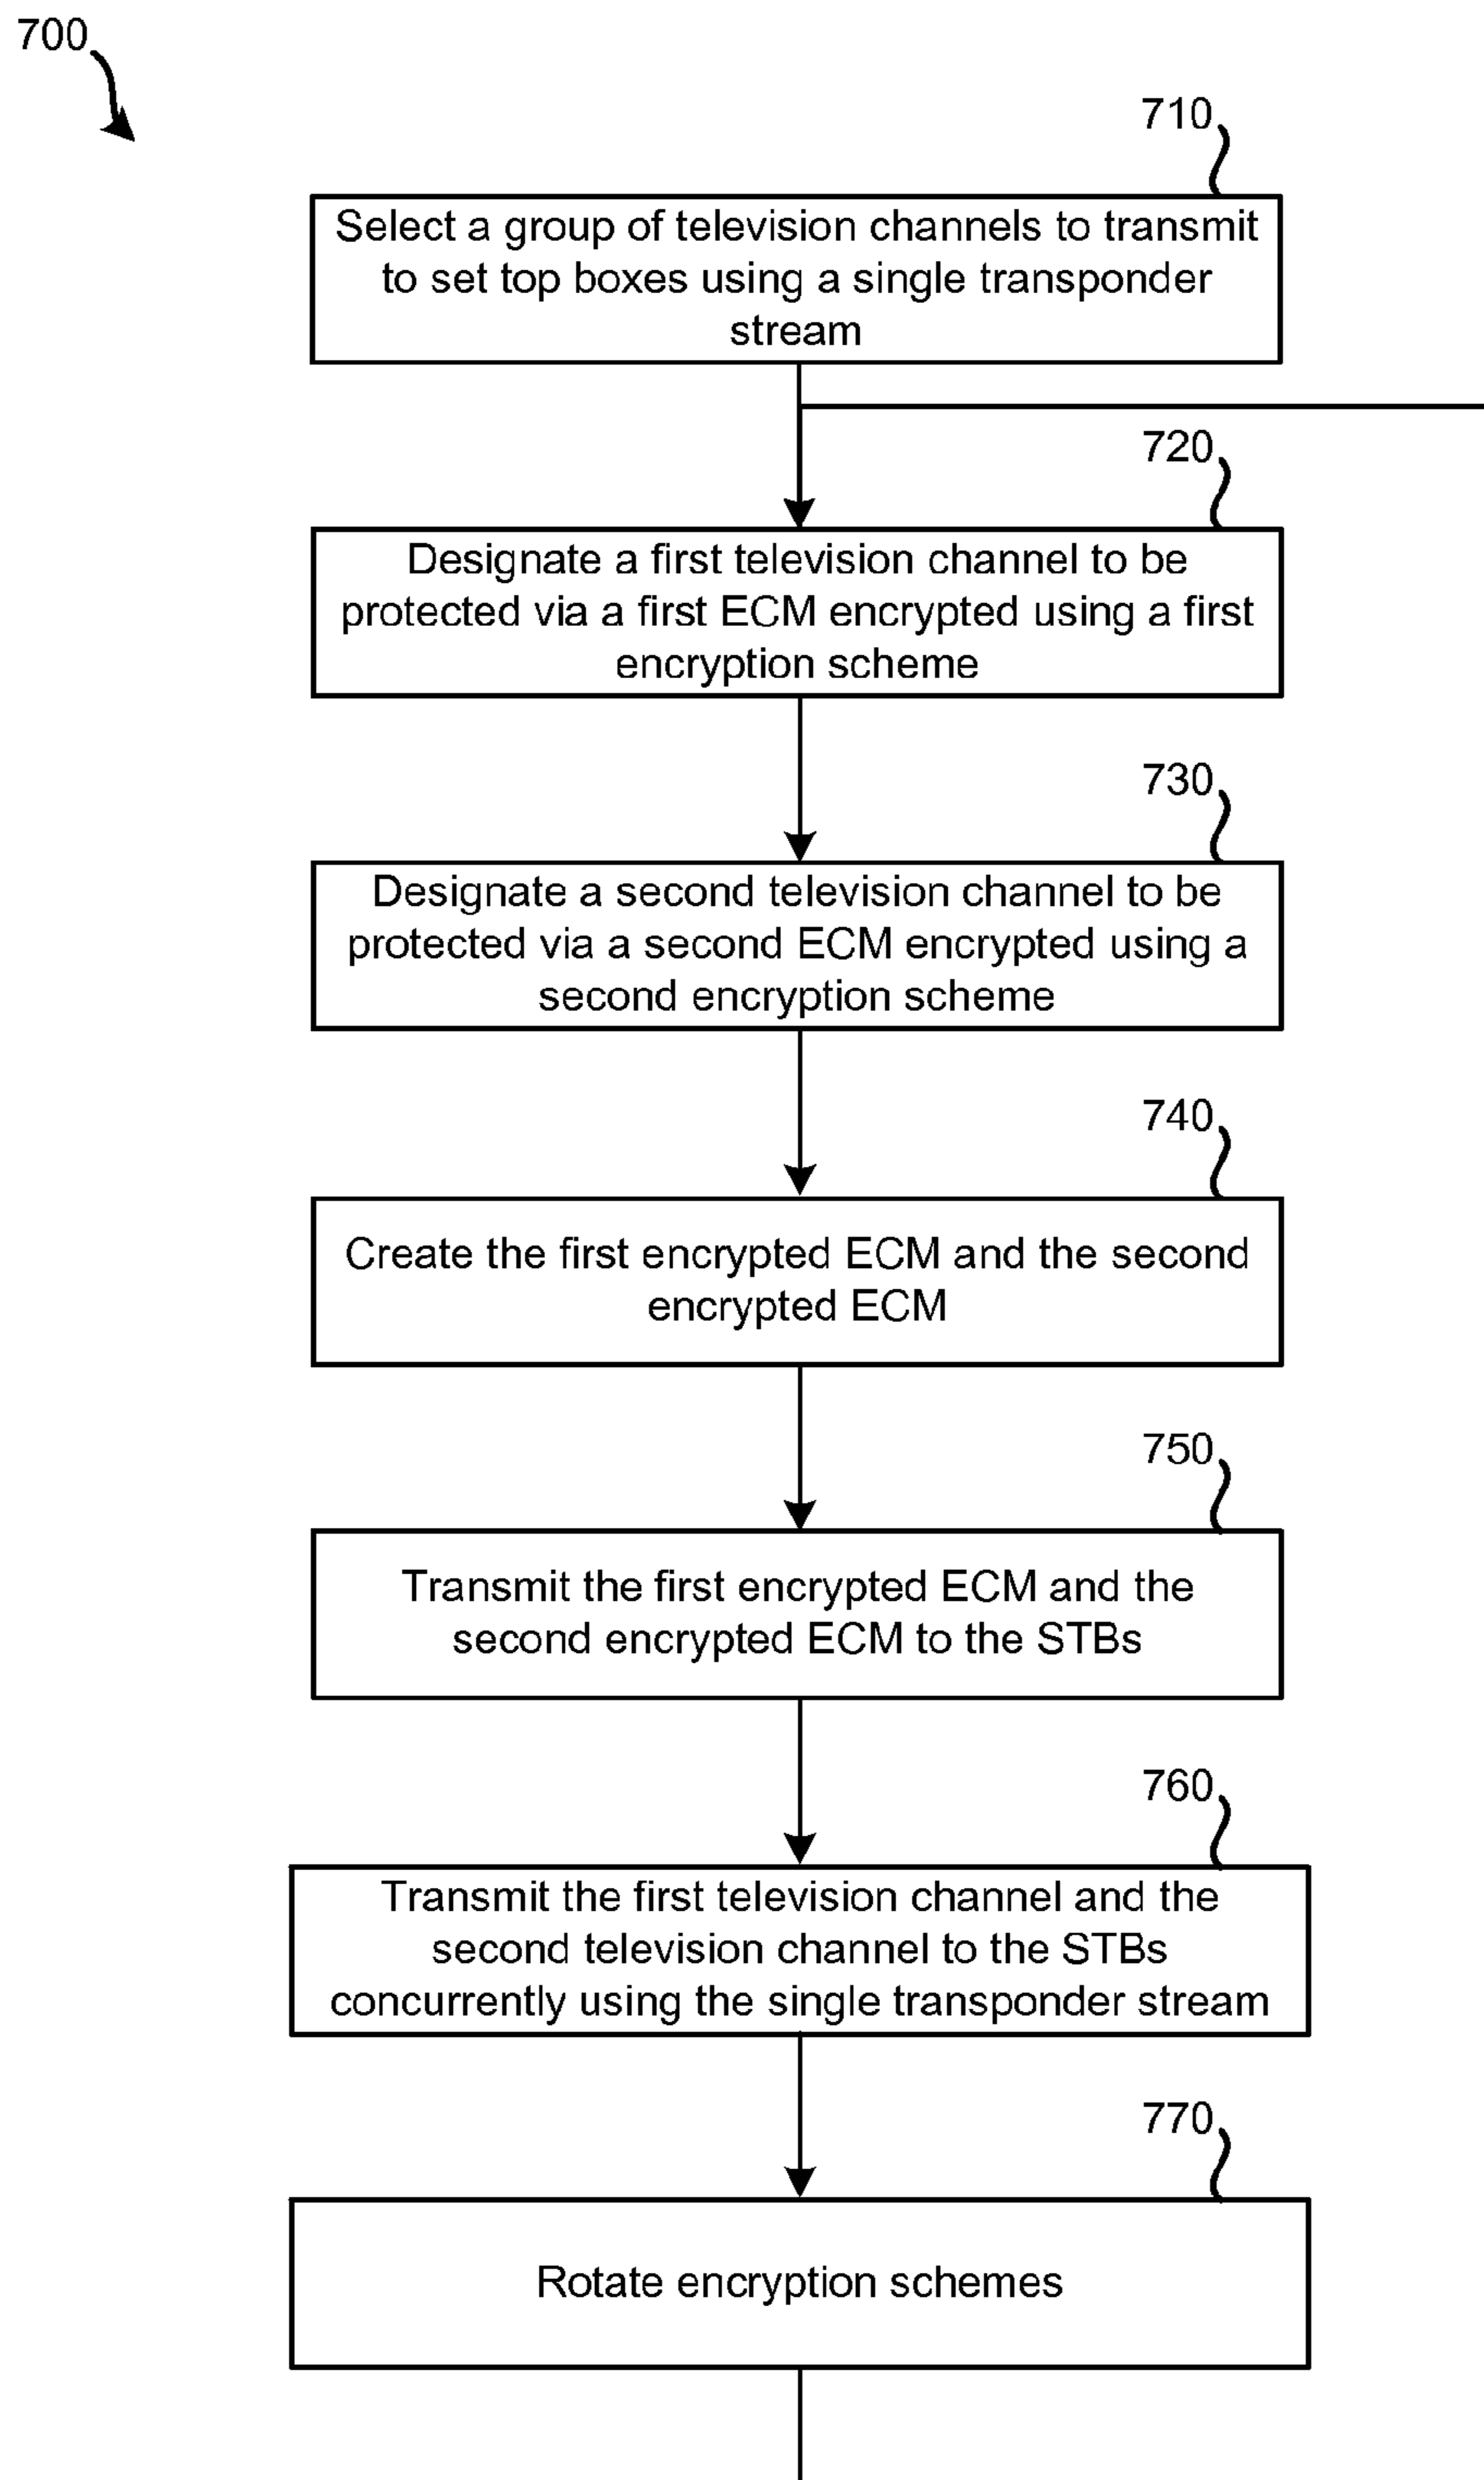 700
710
Select a group of television channels to transmit
to set top boxes using a single transponder
stream
720
Designate a first television channel to be
protected via a first ECM encrypted using a first
encryption scheme
730
Designate a second television channel to be
protected via a second ECM encrypted using a
second encryption scheme
740
Create the first encrypted ECM and the second
encrypted ECM
750
Transmit the first encrypted ECM and the
second encrypted ECM to the STBs
760
Transmit the first television channel and the
second television channel to the STBs
concurrently using the single transponder stream
770
Rotate encryption schemes